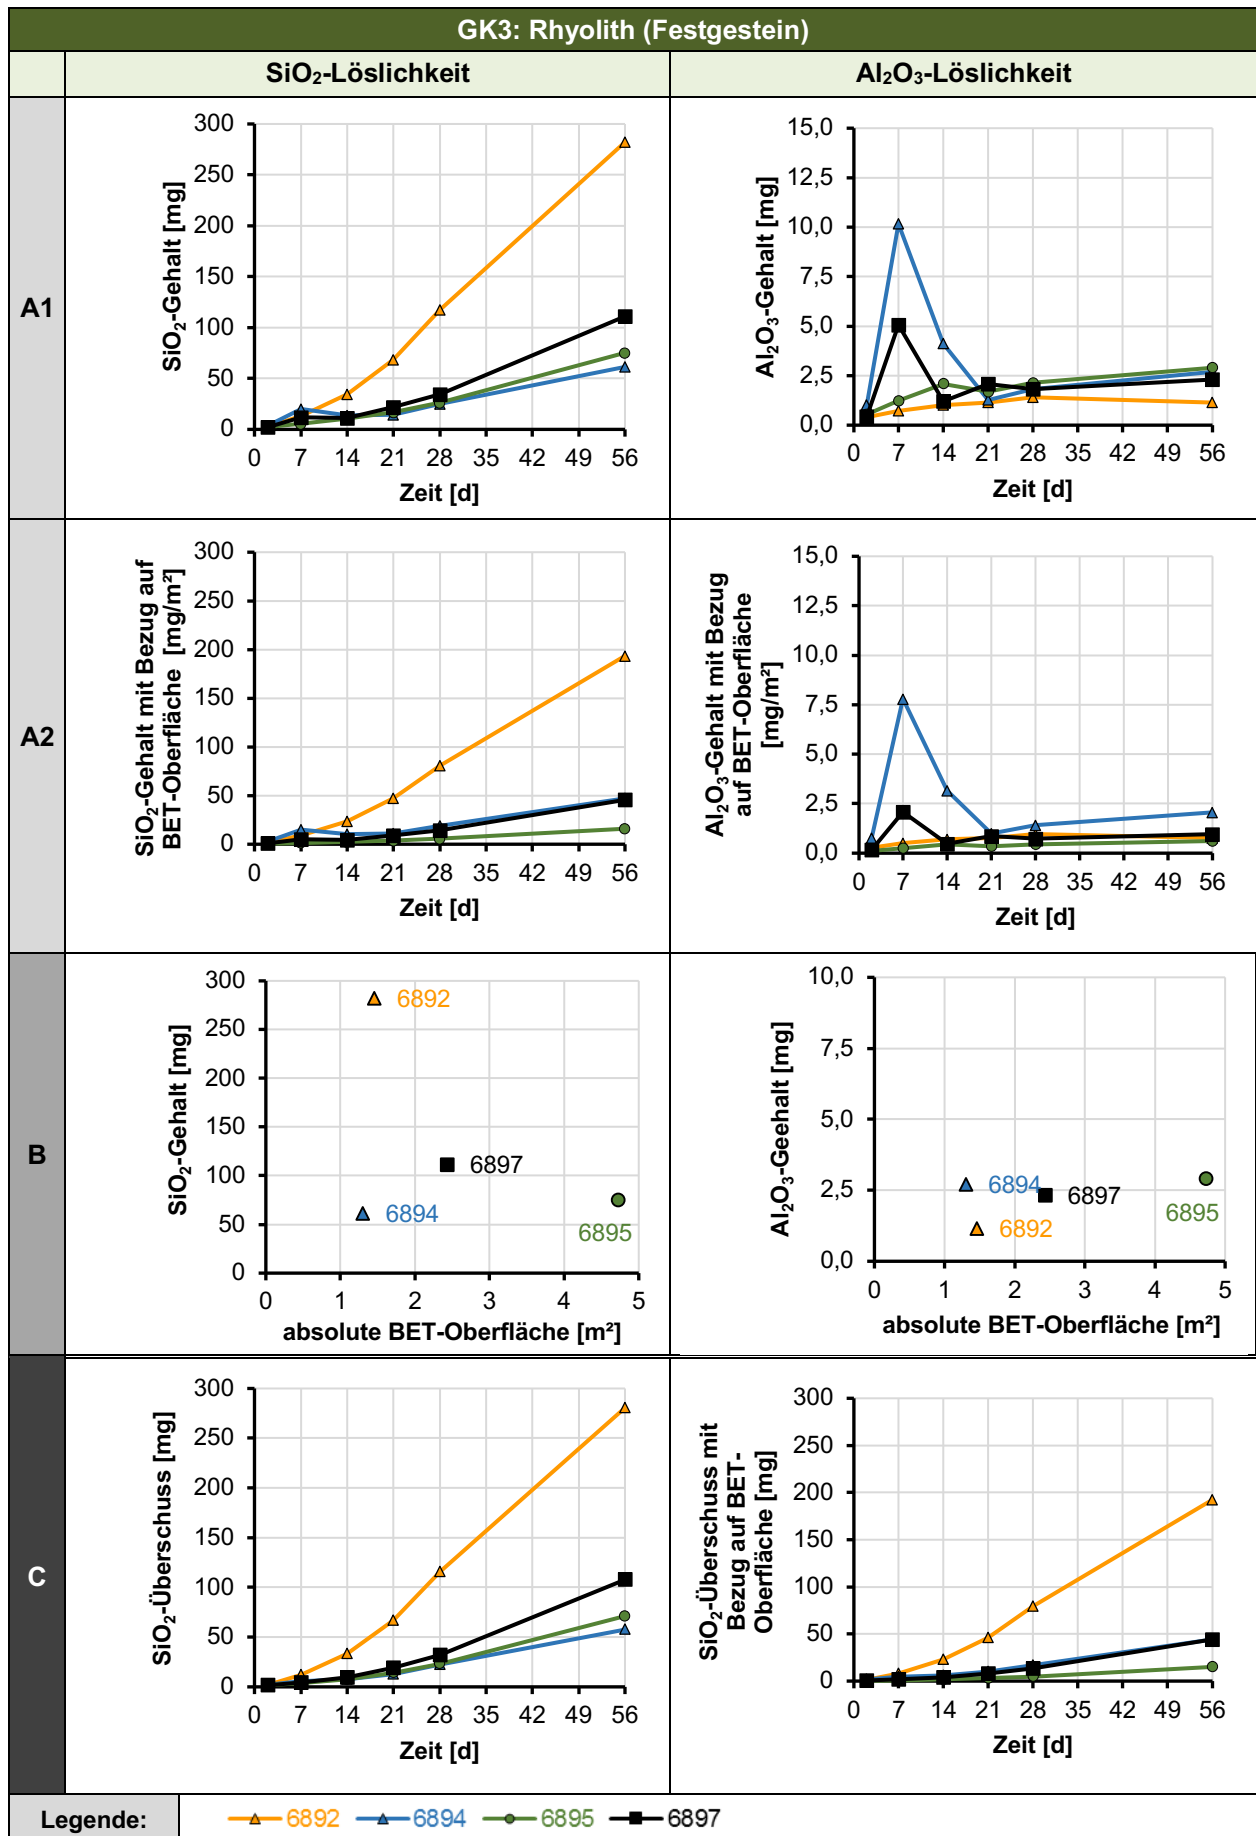 GK3: Rhyolith (Festgestein)
SiO₂-Löslichkeit
Al₂O₃-Löslichkeit
A1
SiO₂-Gehalt [mg]
300
250
200
150
100
50
0
0 7 14 21 28 35 42 49 56
Zeit [d]
Al₂O₃-Gehalt [mg]
15,0
12,5
10,0
7,5
5,0
2,5
0,0
0 7 14 21 28 35 42 49 56
Zeit [d]
A2
SiO₂-Gehalt mit Bezug auf
BET-Oberfläche [mg/m²]
300
250
200
150
100
50
0
0 7 14 21 28 35 42 49 56
Zeit [d]
Al₂O₃-Gehalt mit Bezug
auf BET-Oberfläche
[mg/m²]
15,0
12,5
10,0
7,5
5,0
2,5
0,0
0 7 14 21 28 35 42 49 56
Zeit [d]
B
SiO₂-Gehalt [mg]
300
250
200
150
100
50
0
6892
6897
6894
6895
0 1 2 3 4 5
absolute BET-Oberfläche [m²]
Al₂O₃-Geehalt [mg]
10,0
7,5
5,0
2,5
0,0
6894
6897
6895
6892
0 1 2 3 4 5
absolute BET-Oberfläche [m²]
C
SiO₂-Überschuss [mg]
300
250
200
150
100
50
0
0 7 14 21 28 35 42 49 56
Zeit [d]
SiO₂-Überschuss mit
Bezug auf BET-
Oberfläche [mg]
300
250
200
150
100
50
0
0 7 14 21 28 35 42 49 56
Zeit [d]
Legende:
6892 6894 6895 6897